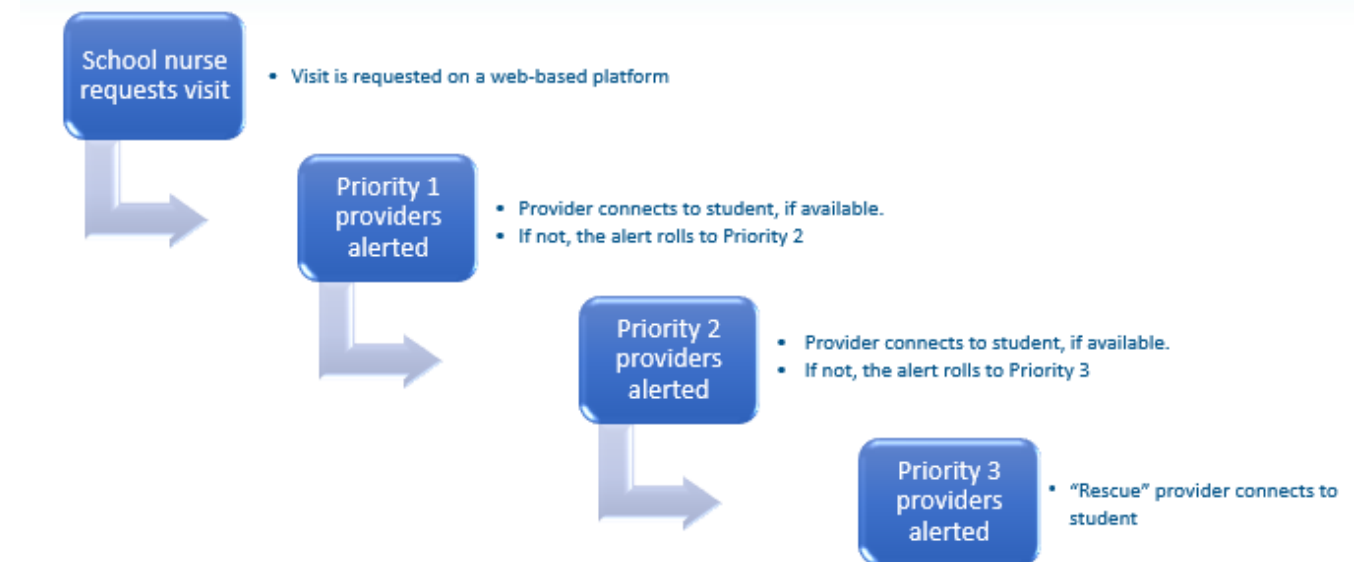 School nurse
requests visit
• Visit is requested on a web-based platform
Priority 1
providers
alerted
• Provider connects to student, if available.
• If not, the alert rolls to Priority 2
Priority 2
providers
alerted
• Provider connects to student, if available.
• If not, the alert rolls to Priority 3
Priority 3
providers
alerted
• “Rescue” provider connects to
student